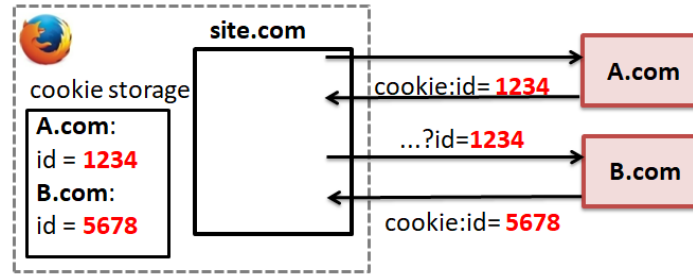 site.com
cookie storage
A.com:
id = 1234
B.com:
id = 5678
cookie:id= 1234
...?id=1234
cookie:id= 5678
A.com
B.com